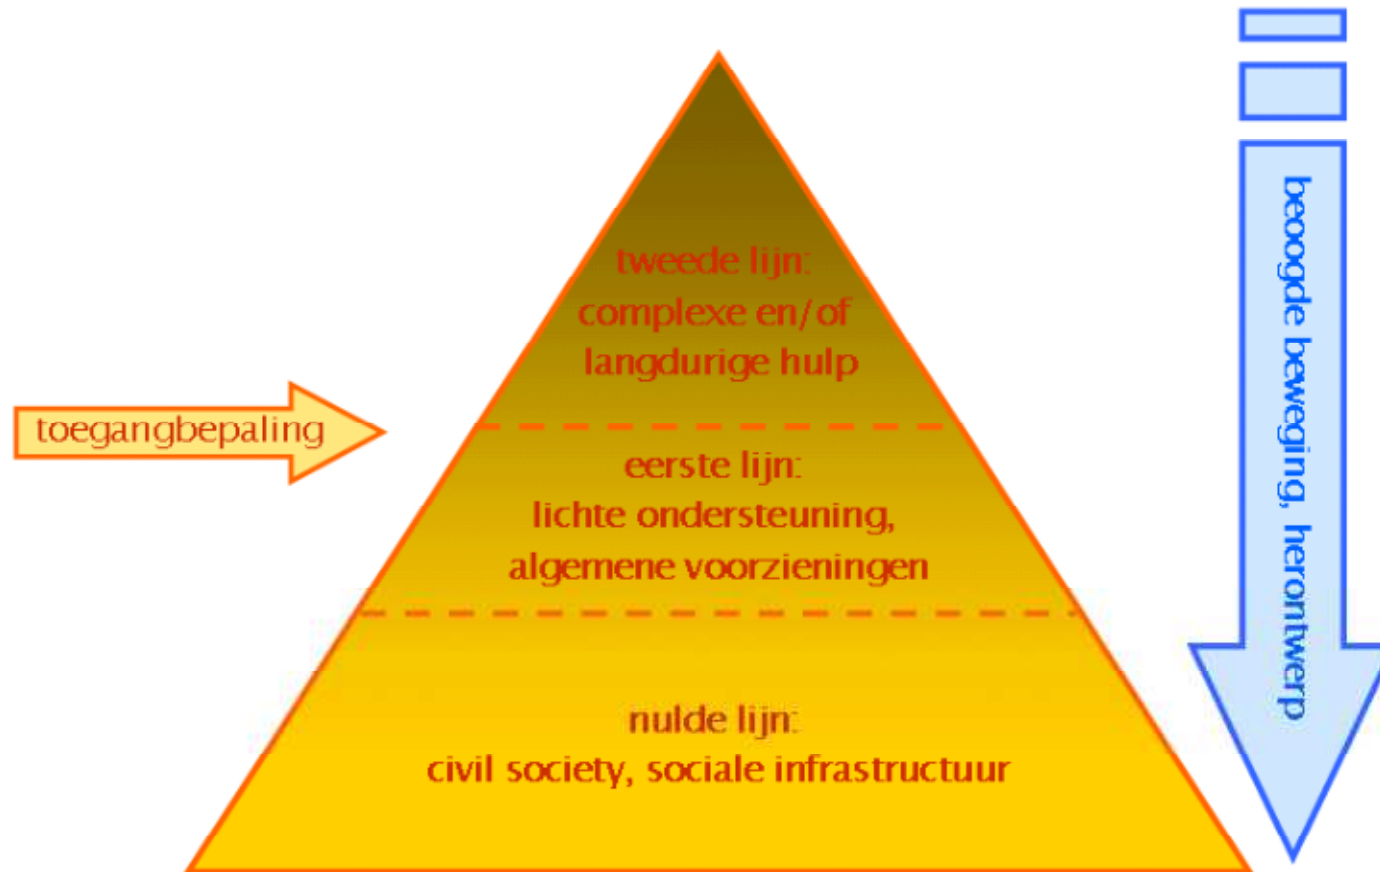 tweede lijn:
complexe en/of
langdurige hulp
toegangbepaling
eerste lijn:
lichte ondersteuning,
algemene voorzieningen
nulde lijn:
civil society, sociale infrastructuur
beoogde beweging, herontwerp